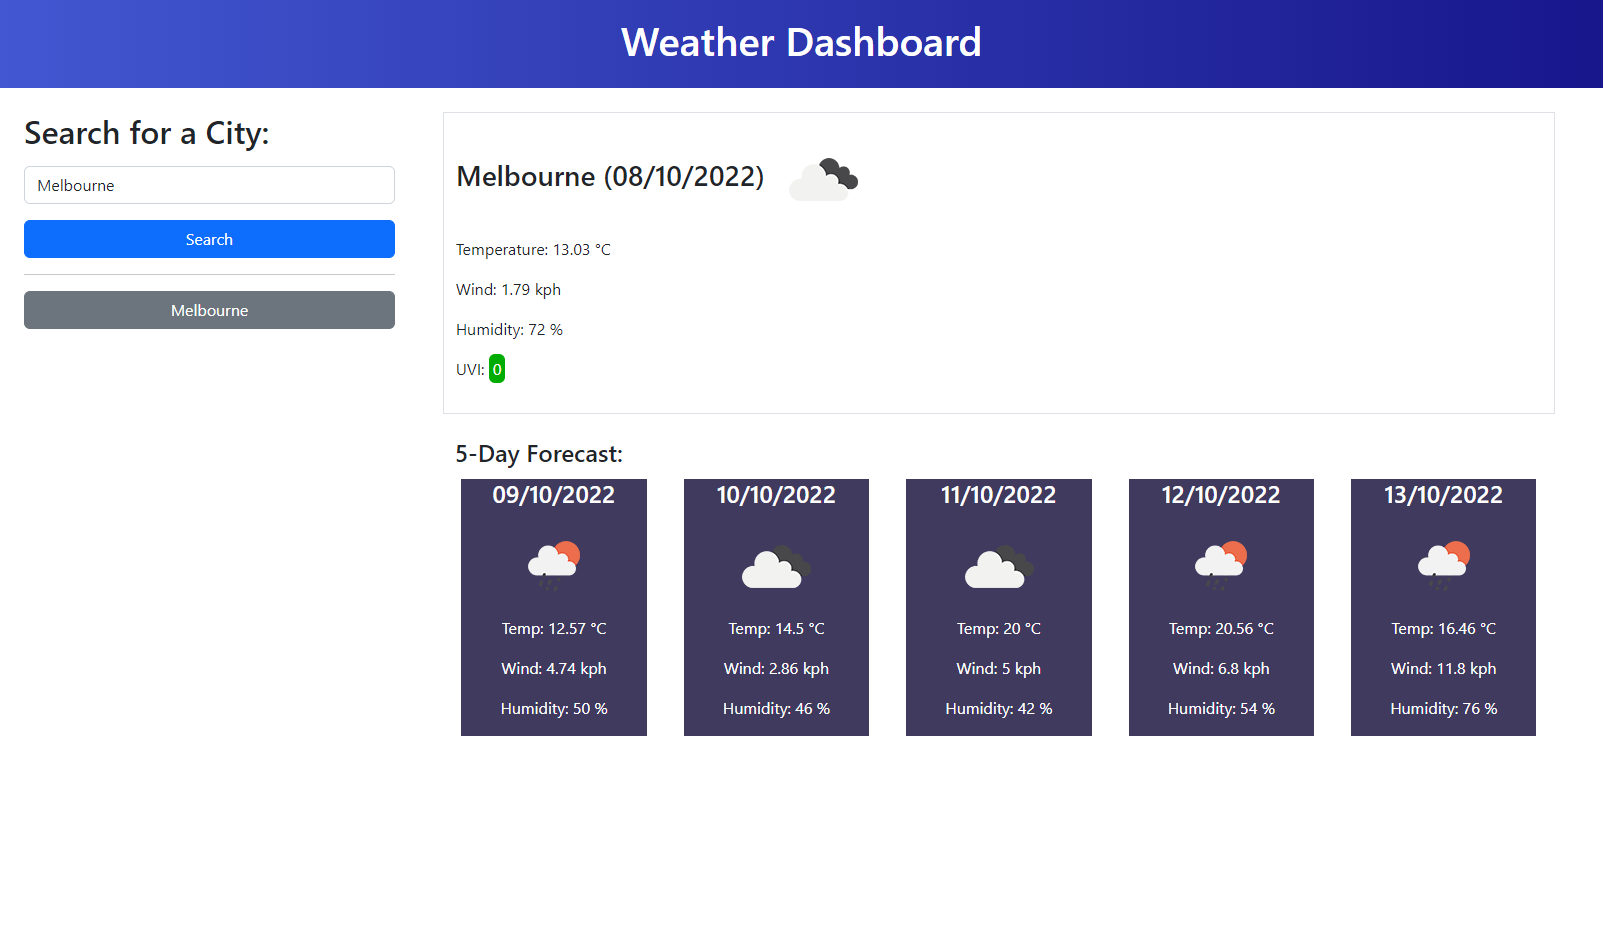 Weather Dashboard
Search for a City:
Melbourne
Search
Melbourne
Melbourne (08/10/2022)
Temperature: 13.03 °C
Wind: 1.79 kph
Humidity: 72 %
UVI: 0
5-Day Forecast:
09/10/2022
Temp: 12.57 °C
Wind: 4.74 kph
Humidity: 50 %
10/10/2022
Temp: 14.5 °C
Wind: 2.86 kph
Humidity: 46 %
11/10/2022
Temp: 20 °C
Wind: 5 kph
Humidity: 42 %
12/10/2022
Temp: 20.56 °C
Wind: 6.8 kph
Humidity: 54 %
13/10/2022
Temp: 16.46 °C
Wind: 11.8 kph
Humidity: 76 %